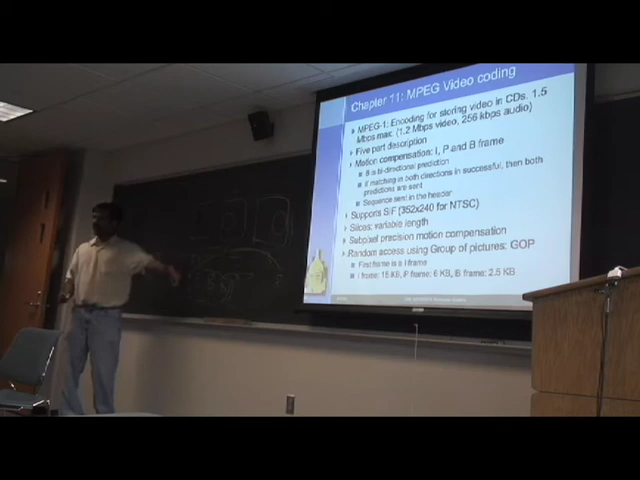 Chapter 11: MPEG Video coding
MPEG-1: Encoding for storing video in CDs. 1.5
Mbps max: (1.2 Mbps video, 256 kbps audio)
Five part description
Motion compensation: I, P and B frame
B is bi-directional prediction
If matching in both directions in successful, then both
predictions are sent
Sequence sent in the header
Supports SIF (352x240 for NTSC)
Slices: variable length
Subpixel precision motion compensation
Random access using Group of pictures: GOP
First frame is a I frame
I frame: 15 KB, P frame: 6 KB, B frame: 2.5 KB